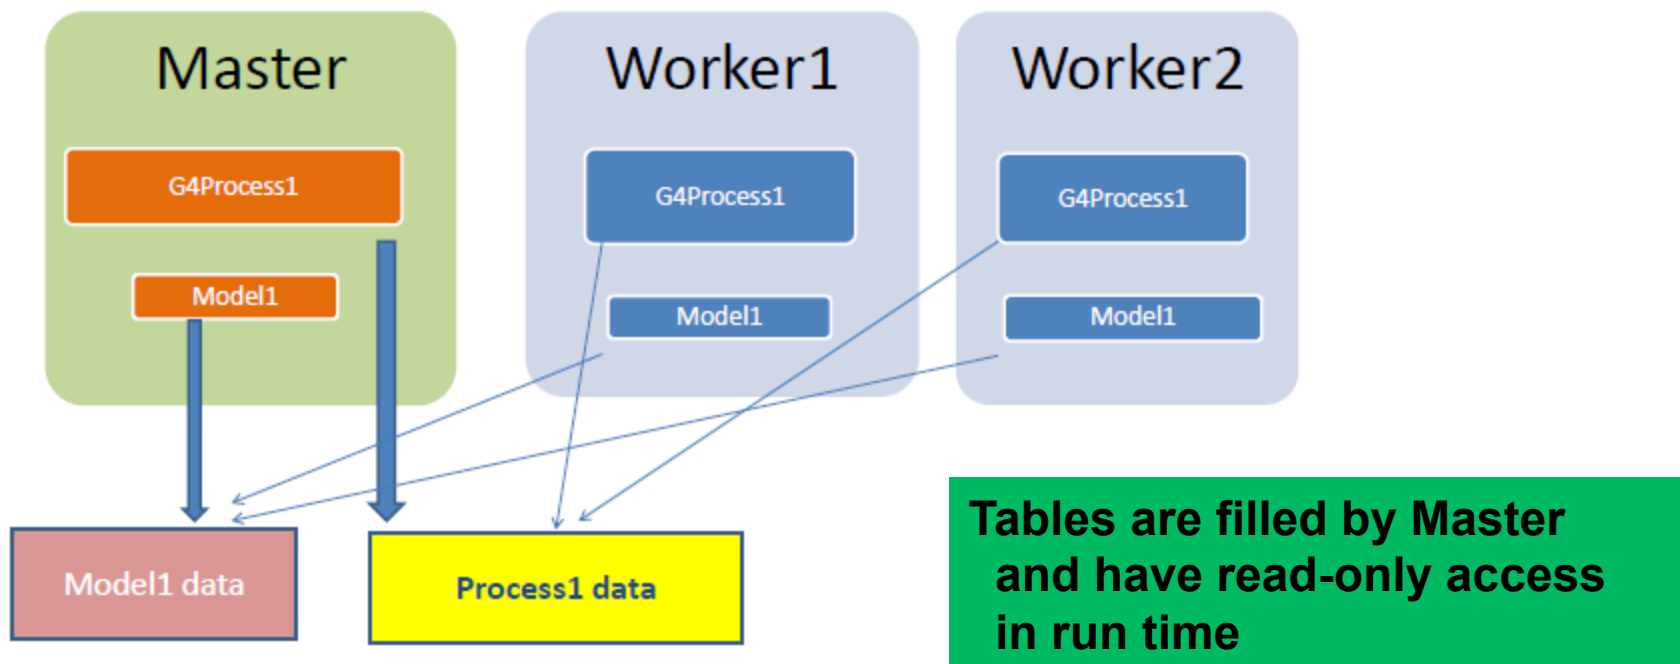 Master
Worker1
Worker2
G4Process1
G4Process1
G4Process1
Model1
Model1
Model1
Model1 data
Process1 data
Tables are filled by Master
and have read-only access
in run time